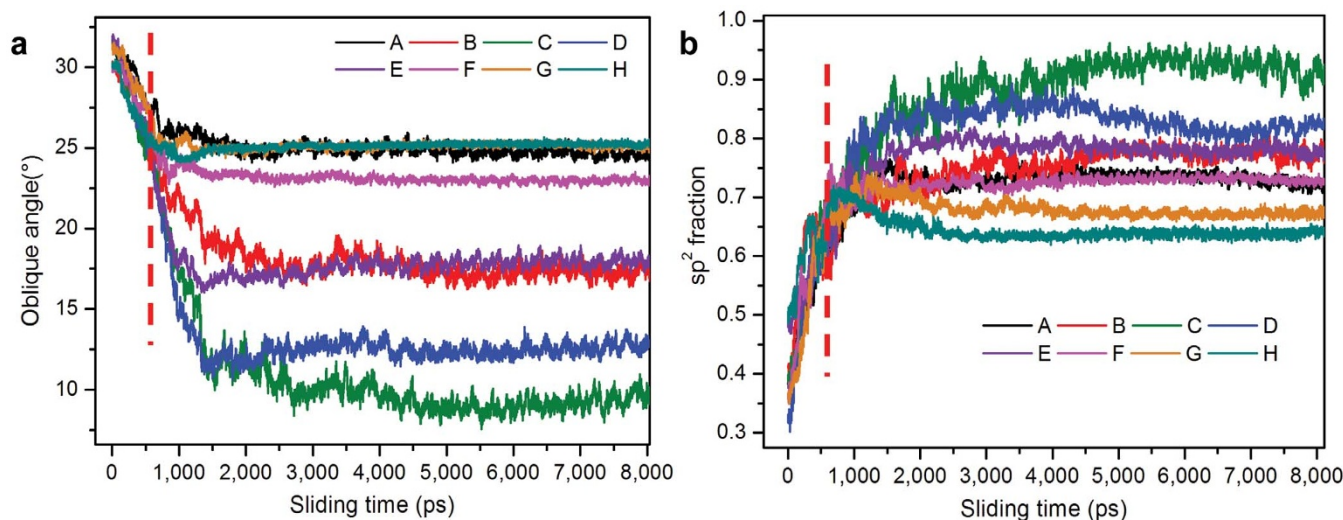 a
Oblique angle(°)
30
25
20
15
10
A B C D
E F G H
0 1,000 2,000 3,000 4,000 5,000 6,000 7,000 8,000
Sliding time (ps)
b
sp² fraction
1.0
0.9
0.8
0.7
0.6
0.5
0.4
0.3
A B C D
E F G H
0 1,000 2,000 3,000 4,000 5,000 6,000 7,000 8,000
Sliding time (ps)